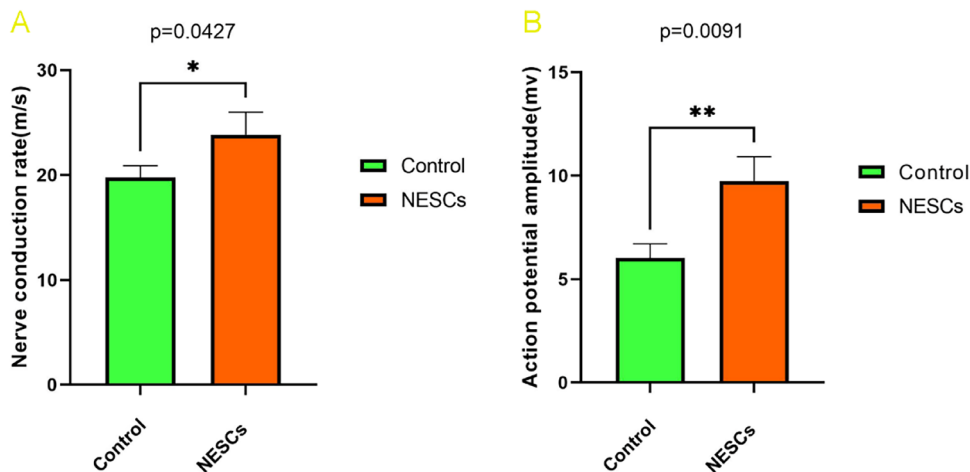 A
p=0.0427
Nerve conduction rate(m/s)
30
20
10
0
*
Control
NESCs
Control
NESCs
B
p=0.0091
Action potential amplitude(mv)
15
10
5
0
**
Control
NESCs
Control
NESCs